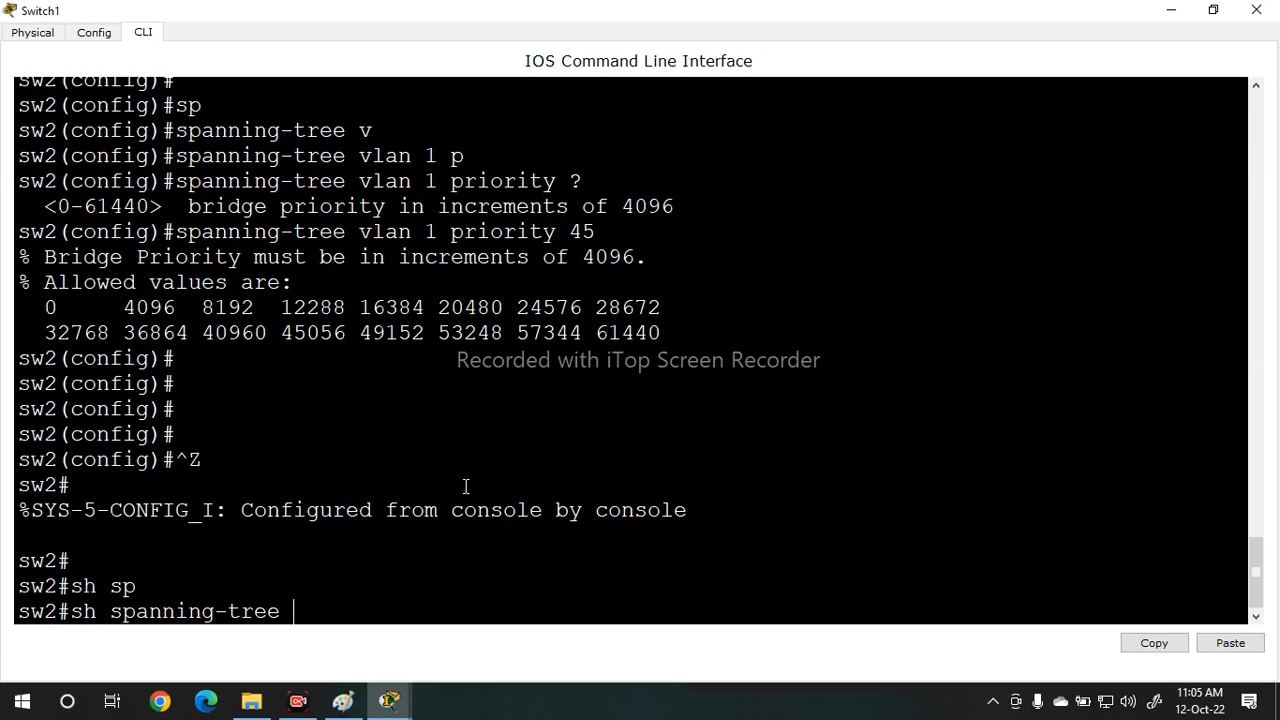 Switch1
Physical Config CLI
IOS Command Line Interface
sw2(config)#
sw2(config)#sp
sw2(config)#spanning-tree v
sw2(config)#spanning-tree vlan 1 p
sw2(config)#spanning-tree vlan 1 priority ?
<0-61440> bridge priority in increments of 4096
sw2(config)#spanning-tree vlan 1 priority 45
% Bridge Priority must be in increments of 4096.
% Allowed values are:
0 4096 8192 12288 16384 20480 24576 28672
32768 36864 40960 45056 49152 53248 57344 61440
sw2(config)#
Recorded with iTop Screen Recorder
sw2(config)#
sw2(config)#
sw2(config)#
sw2(config)#^Z
sw2#
%SYS-5-CONFIG_I: Configured from console by console
sw2#
sw2#sh sp
sw2#sh spanning-tree
Copy Paste
11:05 AM
12-Oct-22